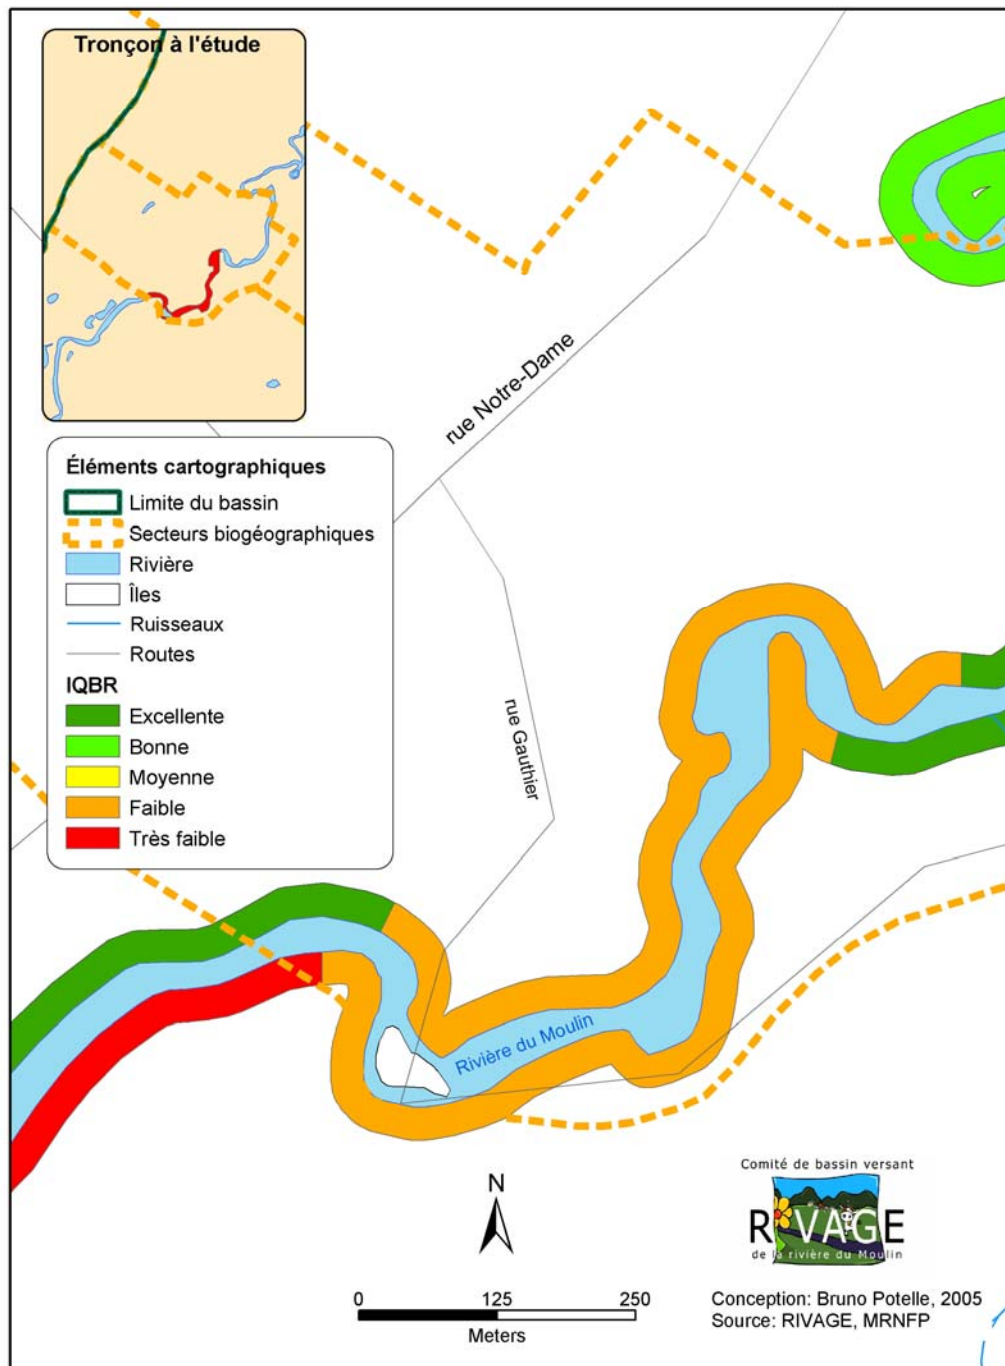 Tronçon à l'étude
rue Notre-Dame
Éléments cartographiques
Limite du bassin
Secteurs biogéographiques
Rivière
Îles
Ruisseaux
Routes
IQBR
Excellente
Bonne
Moyenne
Faible
Très faible
rue Gauthier
Rivière du Moulin
N
0 125 250
Meters
Comité de bassin versant
RIVAGE
de la rivière du Moulin
Conception: Bruno Potelle, 2005
Source: RIVAGE, MRNFP